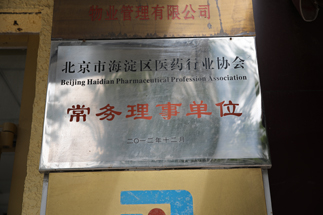 物业管理有限公司
北京市海淀区医药行业协会
Beijing Haidian Pharmaceutical Profession Association
常务理事单位
二〇一二年十二月